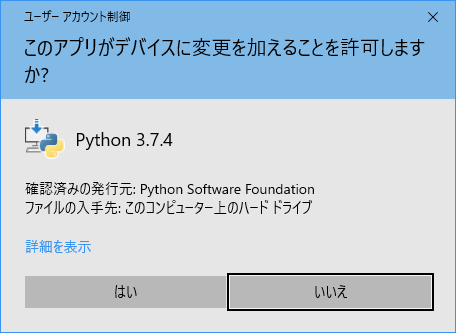 ユーザー アカウント制御
このアプリがデバイスに変更を加えることを許可します
か?
Python 3.7.4
確認済みの発行元: Python Software Foundation
ファイルの入手先: このコンピューター上のハード ドライブ
詳細を表示
はい
いいえ